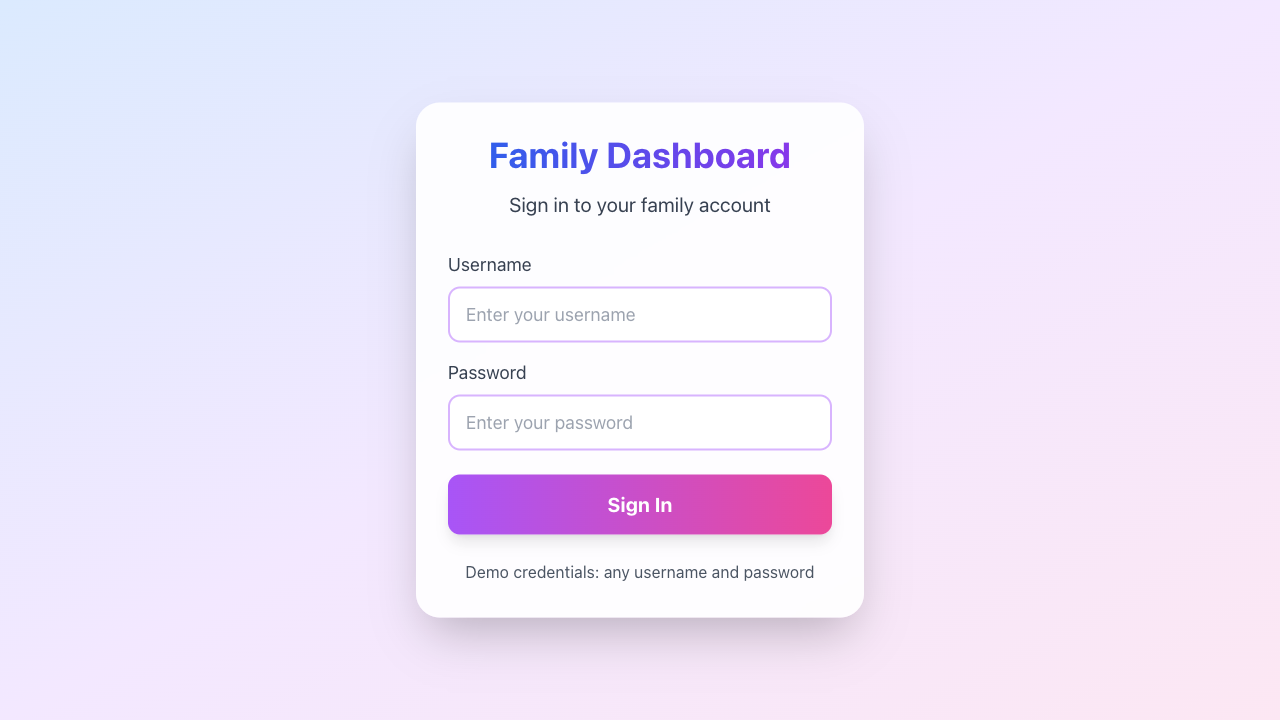 Family Dashboard
Sign in to your family account
Username
Enter your username
Password
Enter your password
Sign In
Demo credentials: any username and password